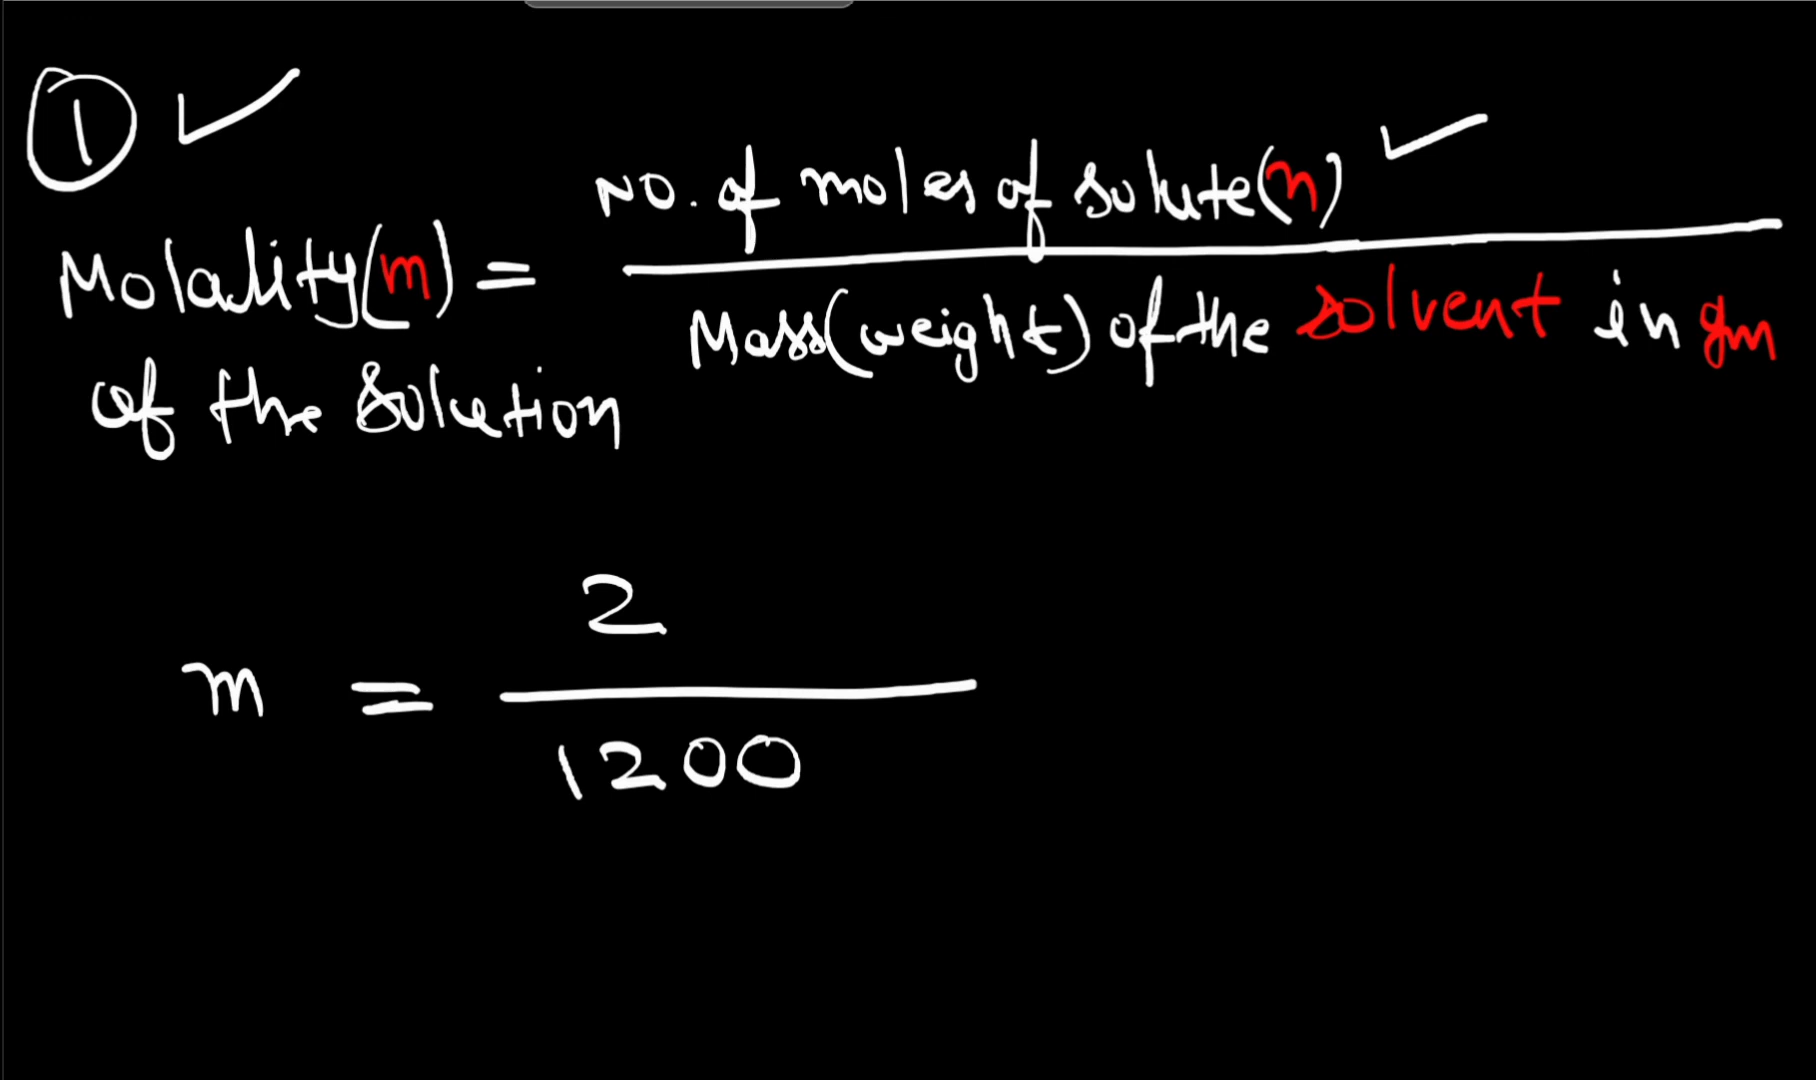 ①
No. of moles of solute(n)
Molality(m) =
Mass(weight) of the solvent in gm
of the solution
2
m =
1200